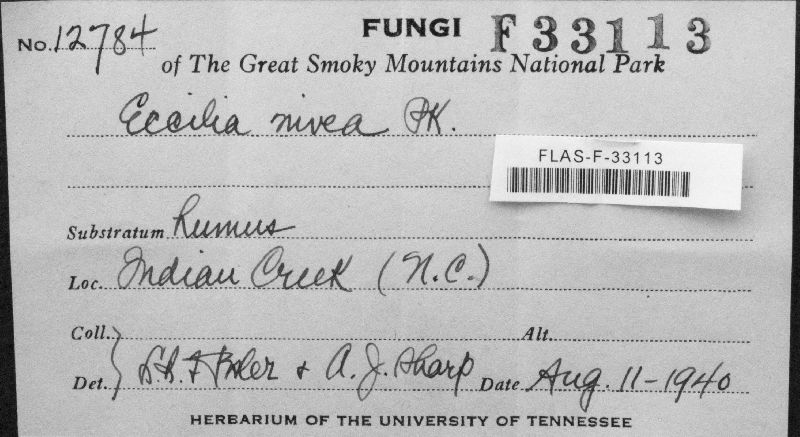 FUNGI F33113
No. 12784
of The Great Smoky Mountains National Park
Eccilia nivea PK.
FLAS-F-33113
Substratum humus
Loc. Indian Creek (N.C.)
Coll. Alt.
Det. & A. J. Sharp Date Aug. 11-1940
HERBARIUM OF THE UNIVERSITY OF TENNESSEE